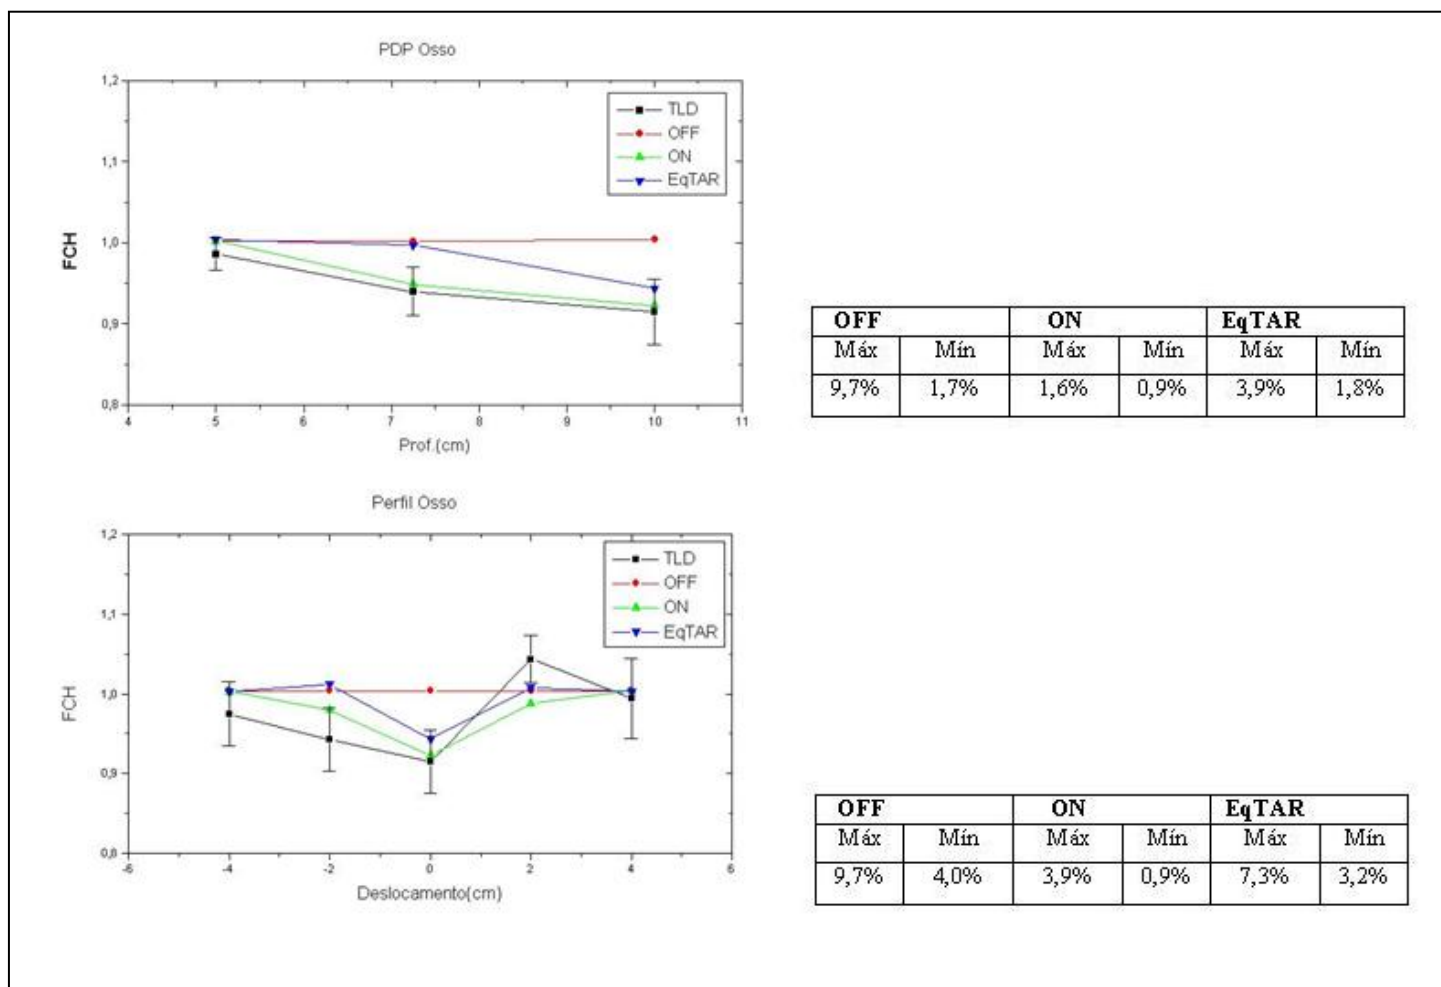 PDP Osso
1,2
1,1
1,0
0,9
0,8
FCH
TLD
OFF
ON
EqTAR
5 6 7 8 9 10 11
Prof.(cm)
OFF ON EqTAR
Máx Mín Máx Mín Máx Mín
9,7% 1,7% 1,6% 0,9% 3,9% 1,8%
Perfil Osso
1,2
1,1
1,0
0,9
0,8
FCH
TLD
OFF
ON
EqTAR
-6 -4 -2 0 2 4 6
Deslocamento(cm)
OFF ON EqTAR
Máx Mín Máx Mín Máx Mín
9,7% 4,0% 3,9% 0,9% 7,3% 3,2%